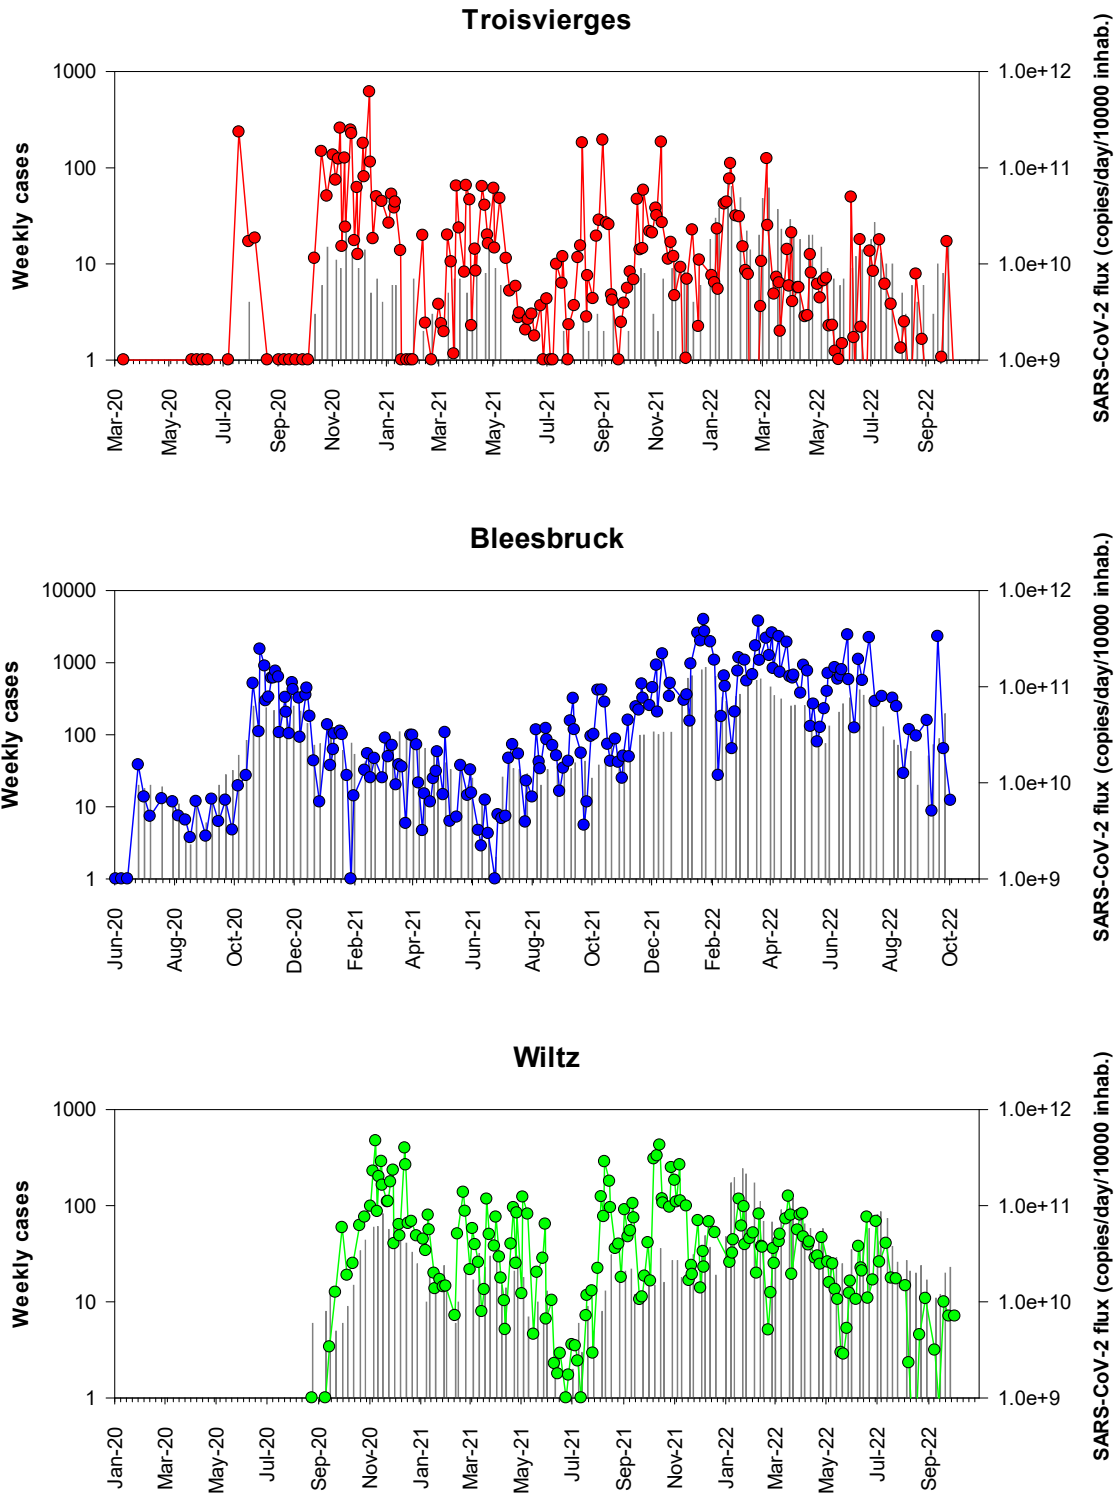 Troisvierges
Weekly cases
1000
100
10
1
1.0e+12
1.0e+11
1.0e+10
1.0e+9
SARS-CoV-2 flux (copies/day/10000 inhab.)
Mar-20 May-20 Jul-20 Sep-20 Nov-20 Jan-21 Mar-21 May-21 Jul-21 Sep-21 Nov-21 Jan-22 Mar-22 May-22 Jul-22 Sep-22
Bleesbruck
Weekly cases
10000
1000
100
10
1
1.0e+12
1.0e+11
1.0e+10
1.0e+9
SARS-CoV-2 flux (copies/day/10000 inhab.)
Jun-20 Aug-20 Oct-20 Dec-20 Feb-21 Apr-21 Jun-21 Aug-21 Oct-21 Dec-21 Feb-22 Apr-22 Jun-22 Aug-22 Oct-22
Wiltz
Weekly cases
1000
100
10
1
1.0e+12
1.0e+11
1.0e+10
1.0e+9
SARS-CoV-2 flux (copies/day/10000 inhab.)
Jan-20 Mar-20 May-20 Jul-20 Sep-20 Nov-20 Jan-21 Mar-21 May-21 Jul-21 Sep-21 Nov-21 Jan-22 Mar-22 May-22 Jul-22 Sep-22